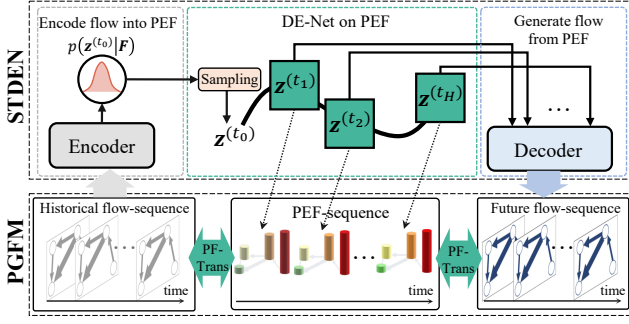 STDEN
Encode flow into PEF
p(z^(t₀)|F)
Encoder
DE-Net on PEF
Sampling
z^(t₀)
z^(t₁)
z^(t₂)
z^(t_H)
Generate flow
from PEF
...
Decoder
PGFM
Historical flow-sequence
...
time
PF-
Trans
PEF-sequence
...
time
PF-
Trans
Future flow-sequence
...
time